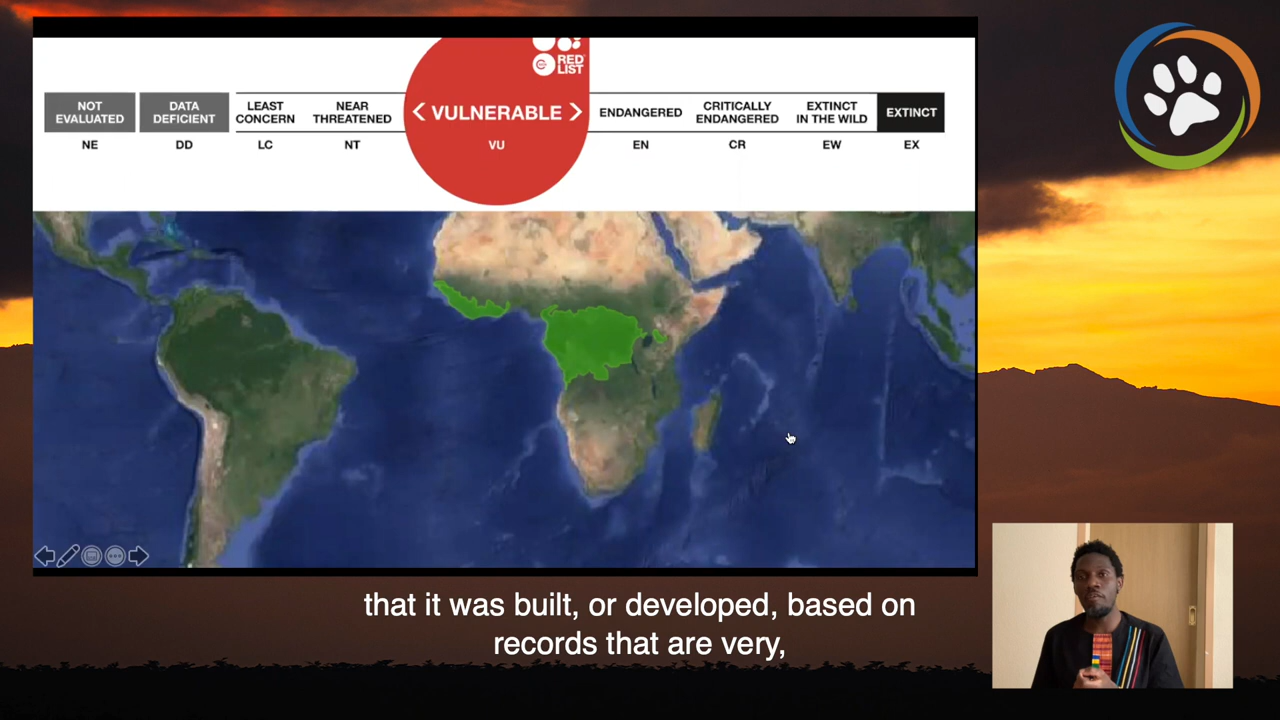 RED
LIST
NOT
EVALUATED
NE
DATA
DEFICIENT
DD
LEAST
CONCERN
LC
NEAR
THREATENED
NT
< VULNERABLE >
VU
ENDANGERED
EN
CRITICALLY
ENDANGERED
CR
EXTINCT
IN THE WILD
EW
EXTINCT
EX
that it was built, or developed, based on
records that are very,